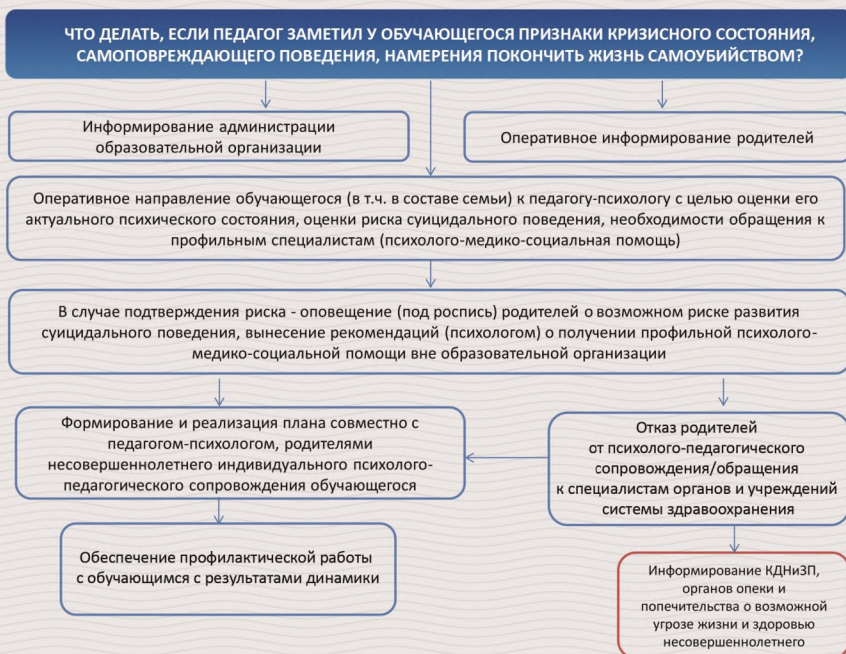 ЧТО ДЕЛАТЬ, ЕСЛИ ПЕДАГОГ ЗАМЕТИЛ У ОБУЧАЮЩЕГОСЯ ПРИЗНАКИ КРИЗИСНОГО СОСТОЯНИЯ,
САМОПОВРЕЖДАЮЩЕГО ПОВЕДЕНИЯ, НАМЕРЕНИЯ ПОКОНЧИТЬ ЖИЗНЬ САМОУБИЙСТВОМ?
Информирование администрации
образовательной организации
Оперативное информирование родителей
Оперативное направление обучающегося (в т.ч. в составе семьи) к педагогу-психологу с целью оценки его
актуального психического состояния, оценки риска суицидального поведения, необходимости обращения к
профильным специалистам (психолого-медико-социальная помощь)
В случае подтверждения риска - оповещение (под роспись) родителей о возможном риске развития
суицидального поведения, вынесение рекомендаций (психологом) о получении профильной психолого-
медико-социальной помощи вне образовательной организации
Формирование и реализация плана совместно с
педагогом-психологом, родителями
несовершеннолетнего индивидуального психолого-
педагогического сопровождения обучающегося
Отказ родителей
от психолого-педагогического
сопровождения/обращения
к специалистам органов и учреждений
системы здравоохранения
Обеспечение профилактической работы
с обучающимся с результатами динамики
Информирование КДНиЗП,
органов опеки и
попечительства о возможной
угрозе жизни и здоровью
несовершеннолетнего